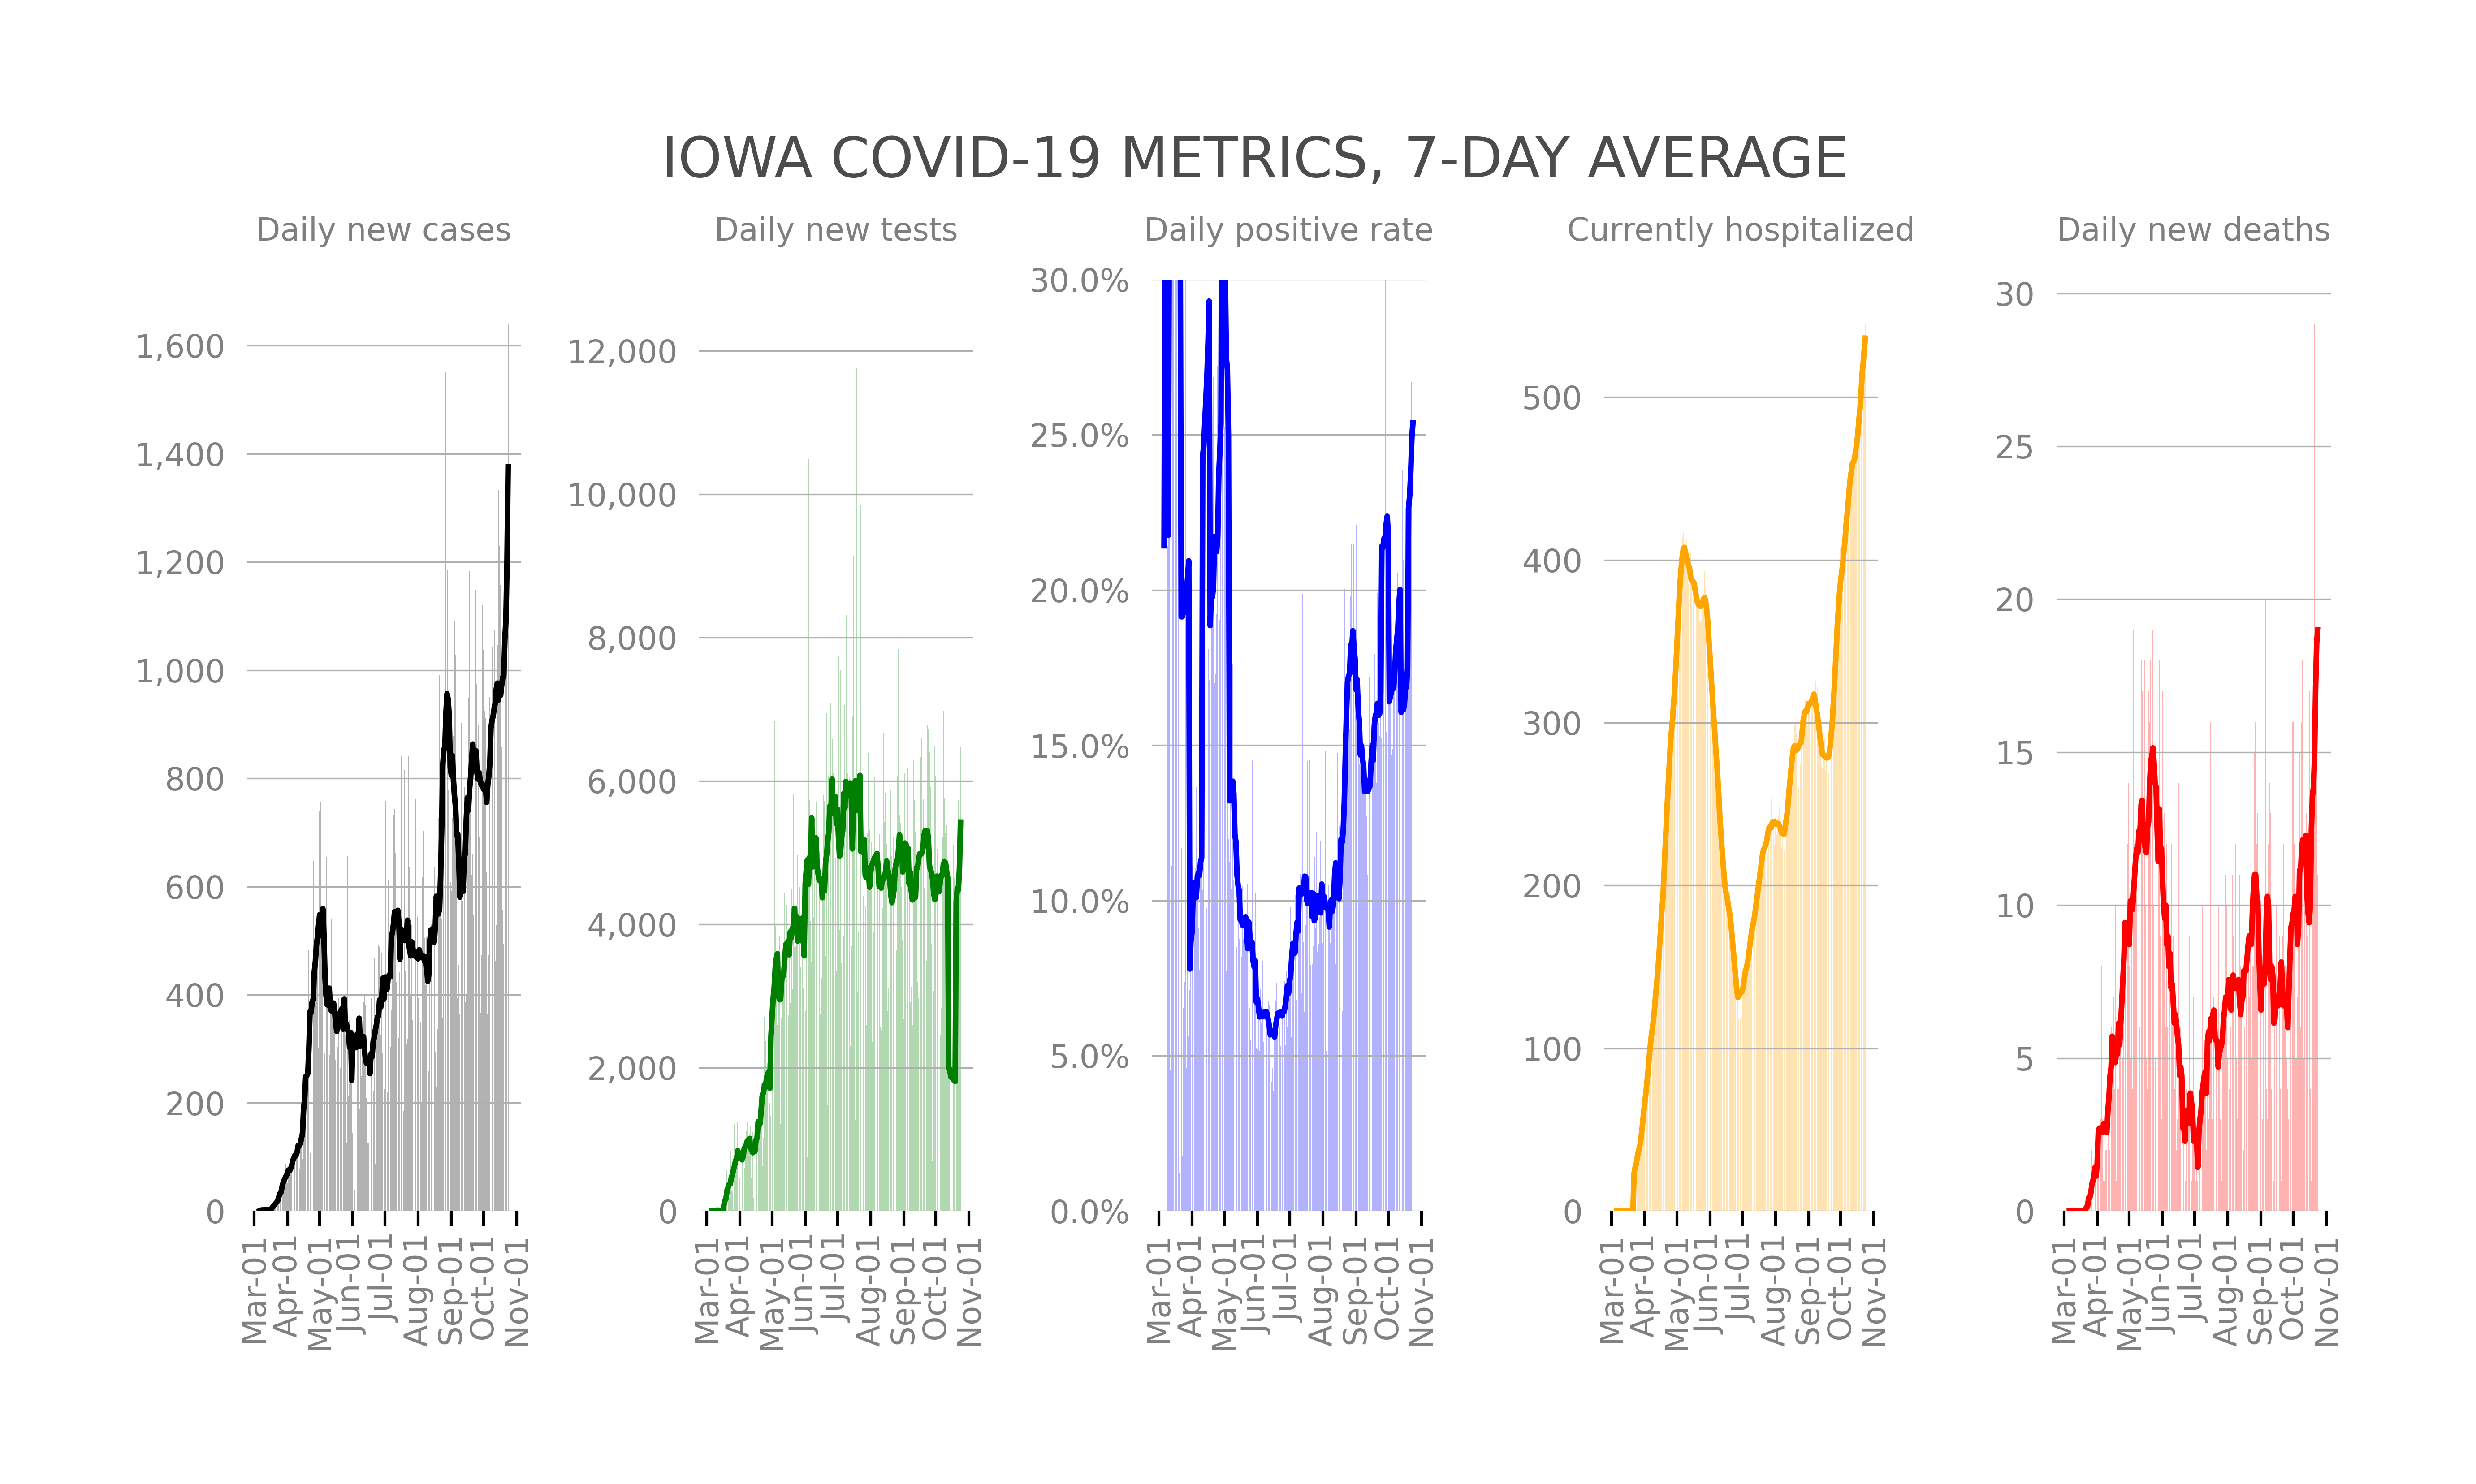 IOWA COVID-19 METRICS, 7-DAY AVERAGE
Daily new cases
1,600
1,400
1,200
1,000
800
600
400
200
0
Mar-01
Apr-01
May-01
Jun-01
Jul-01
Aug-01
Sep-01
Oct-01
Nov-01
Daily new tests
12,000
10,000
8,000
6,000
4,000
2,000
0
Mar-01
Apr-01
May-01
Jun-01
Jul-01
Aug-01
Sep-01
Oct-01
Nov-01
Daily positive rate
30.0%
25.0%
20.0%
15.0%
10.0%
5.0%
0.0%
Mar-01
Apr-01
May-01
Jun-01
Jul-01
Aug-01
Sep-01
Oct-01
Nov-01
Currently hospitalized
500
400
300
200
100
0
Mar-01
Apr-01
May-01
Jun-01
Jul-01
Aug-01
Sep-01
Oct-01
Nov-01
Daily new deaths
30
25
20
15
10
5
0
Mar-01
Apr-01
May-01
Jun-01
Jul-01
Aug-01
Sep-01
Oct-01
Nov-01